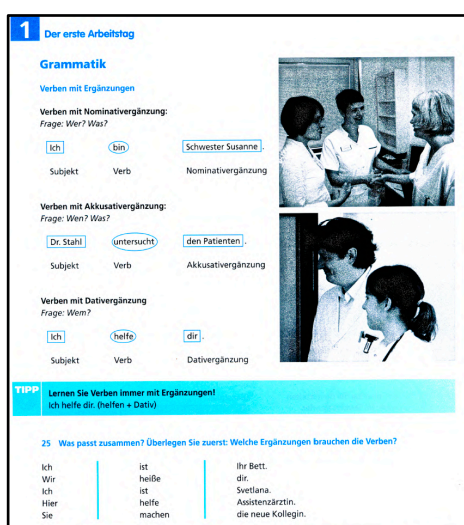 1 Der erste Arbeitstag
Grammatik
Verben mit Ergänzungen
Verben mit Nominativergänzung:
Frage: Wer? Was?
Ich bin Schwester Susanne .
Subjekt Verb Nominativergänzung
Verben mit Akkusativergänzung:
Frage: Wen? Was?
Dr. Stahl untersucht den Patienten .
Subjekt Verb Akkusativergänzung
Verben mit Dativergänzung
Frage: Wem?
Ich helfe dir .
Subjekt Verb Dativergänzung
TIPP Lernen Sie Verben immer mit Ergänzungen!
Ich helfe dir. (helfen + Dativ)
25 Was passt zusammen? Überlegen Sie zuerst: Welche Ergänzungen brauchen die Verben?
Ich ist Ihr Bett.
Wir heiße dir.
Ich ist Svetlana.
Hier helfe Assistenzärztin.
Sie machen die neue Kollegin.